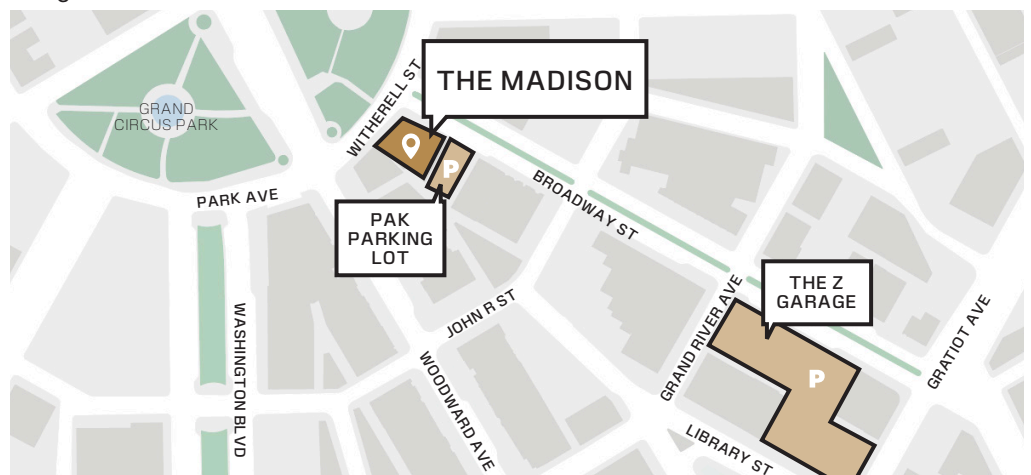 THE MADISON
GRAND
CIRCUS PARK
WITHERELL ST
PARK AVE
P
BROADWAY ST
PAK
PARKING
LOT
THE Z
GARAGE
JOHN R ST
WASHINGTON BLVD
WOODWARD AVE
GRAND RIVER AVE
GRATIOT AVE
P
LIBRARY ST